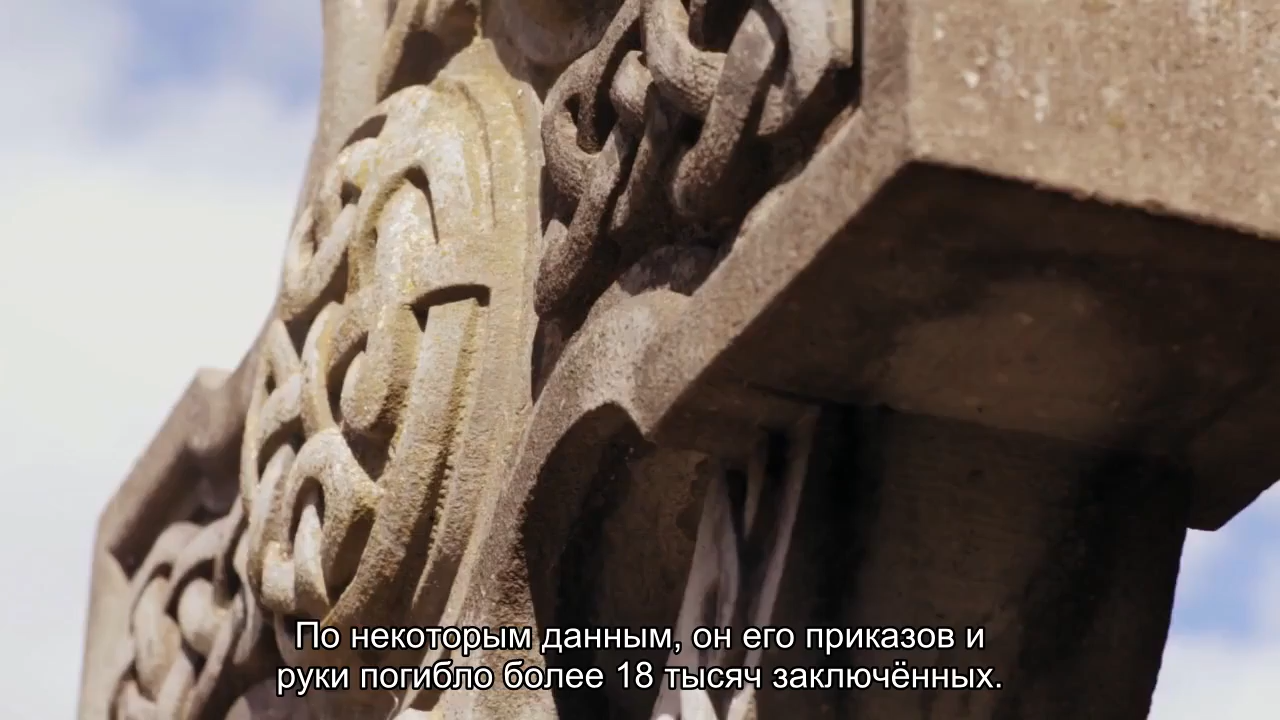 По некоторым данным, он его приказов и
руки погибло более 18 тысяч заключённых.